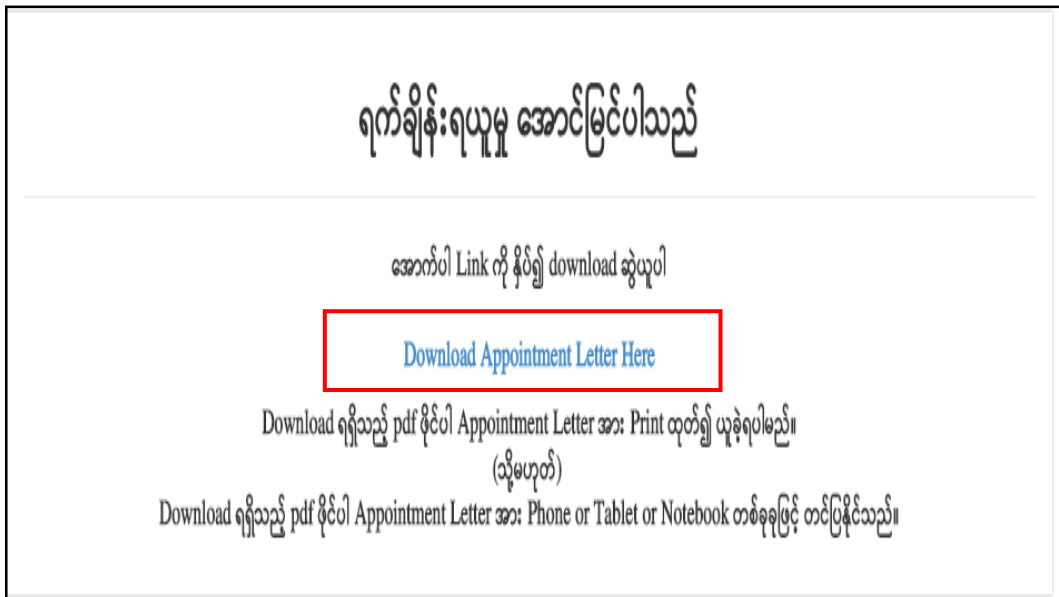 ရက်ချိန်းရယူမှု အောင်မြင်ပါသည်
အောက်ပါ Link ကို နှိပ်၍ download ဆွဲယူပါ
Download Appointment Letter Here
Download ရရှိသည့် pdf ဖိုင်ပါ Appointment Letter အား Print ထုတ်၍ ယူခဲ့ရပါမည်။
(သို့မဟုတ်)
Download ရရှိသည့် pdf ဖိုင်ပါ Appointment Letter အား Phone or Tablet or Notebook တစ်ခုခုဖြင့် တင်ပြနိုင်သည်။